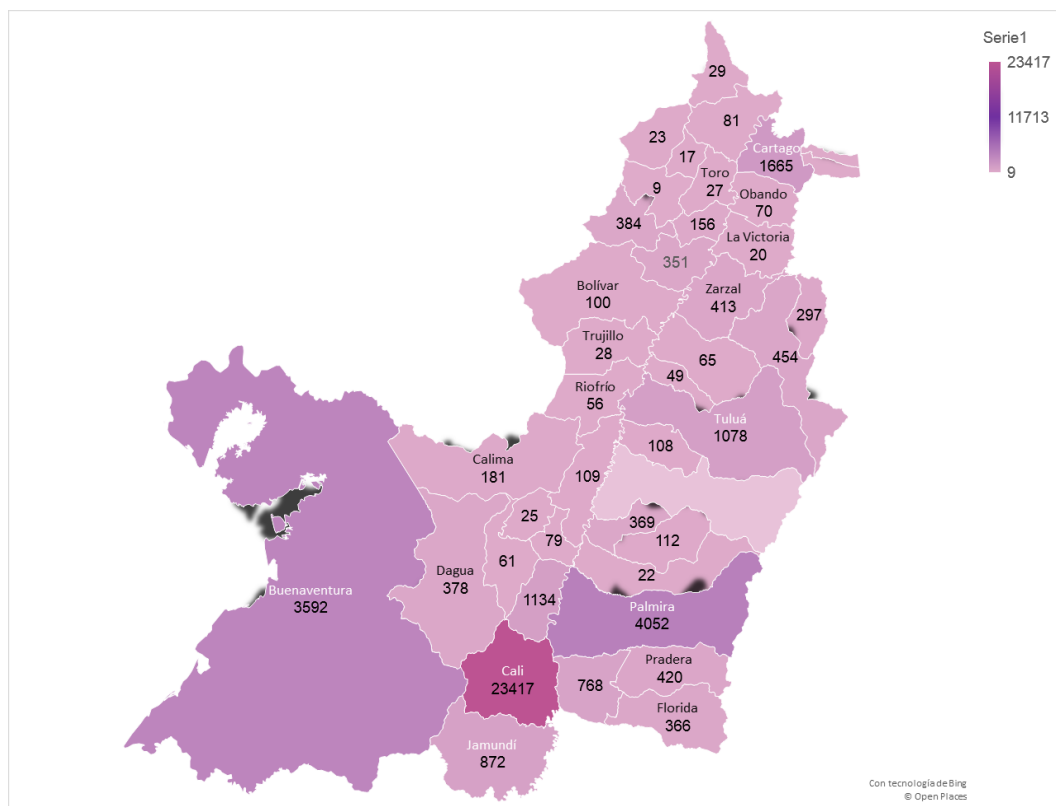 Serie1
23417
11713
9
29
81
23
17
Cartago
1665
Toro
27
9
Obando
70
384
156
La Victoria
20
351
Bolívar
100
Zarzal
413
297
Trujillo
28
65
454
49
Riofrío
56
Tuluá
1078
108
Calima
181
109
25
369
79
112
61
Dagua
378
22
Buenaventura
3592
1134
Palmira
4052
Cali
23417
768
Pradera
420
Florida
366
Jamundí
872
Con tecnología de Bing
© Open Places